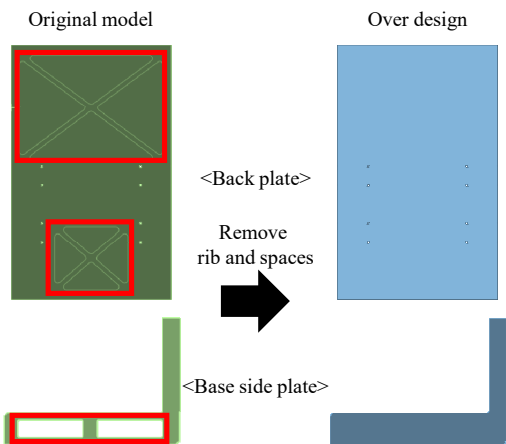 Original model
Over design
<Back plate>
Remove
rib and spaces
<Base side plate>